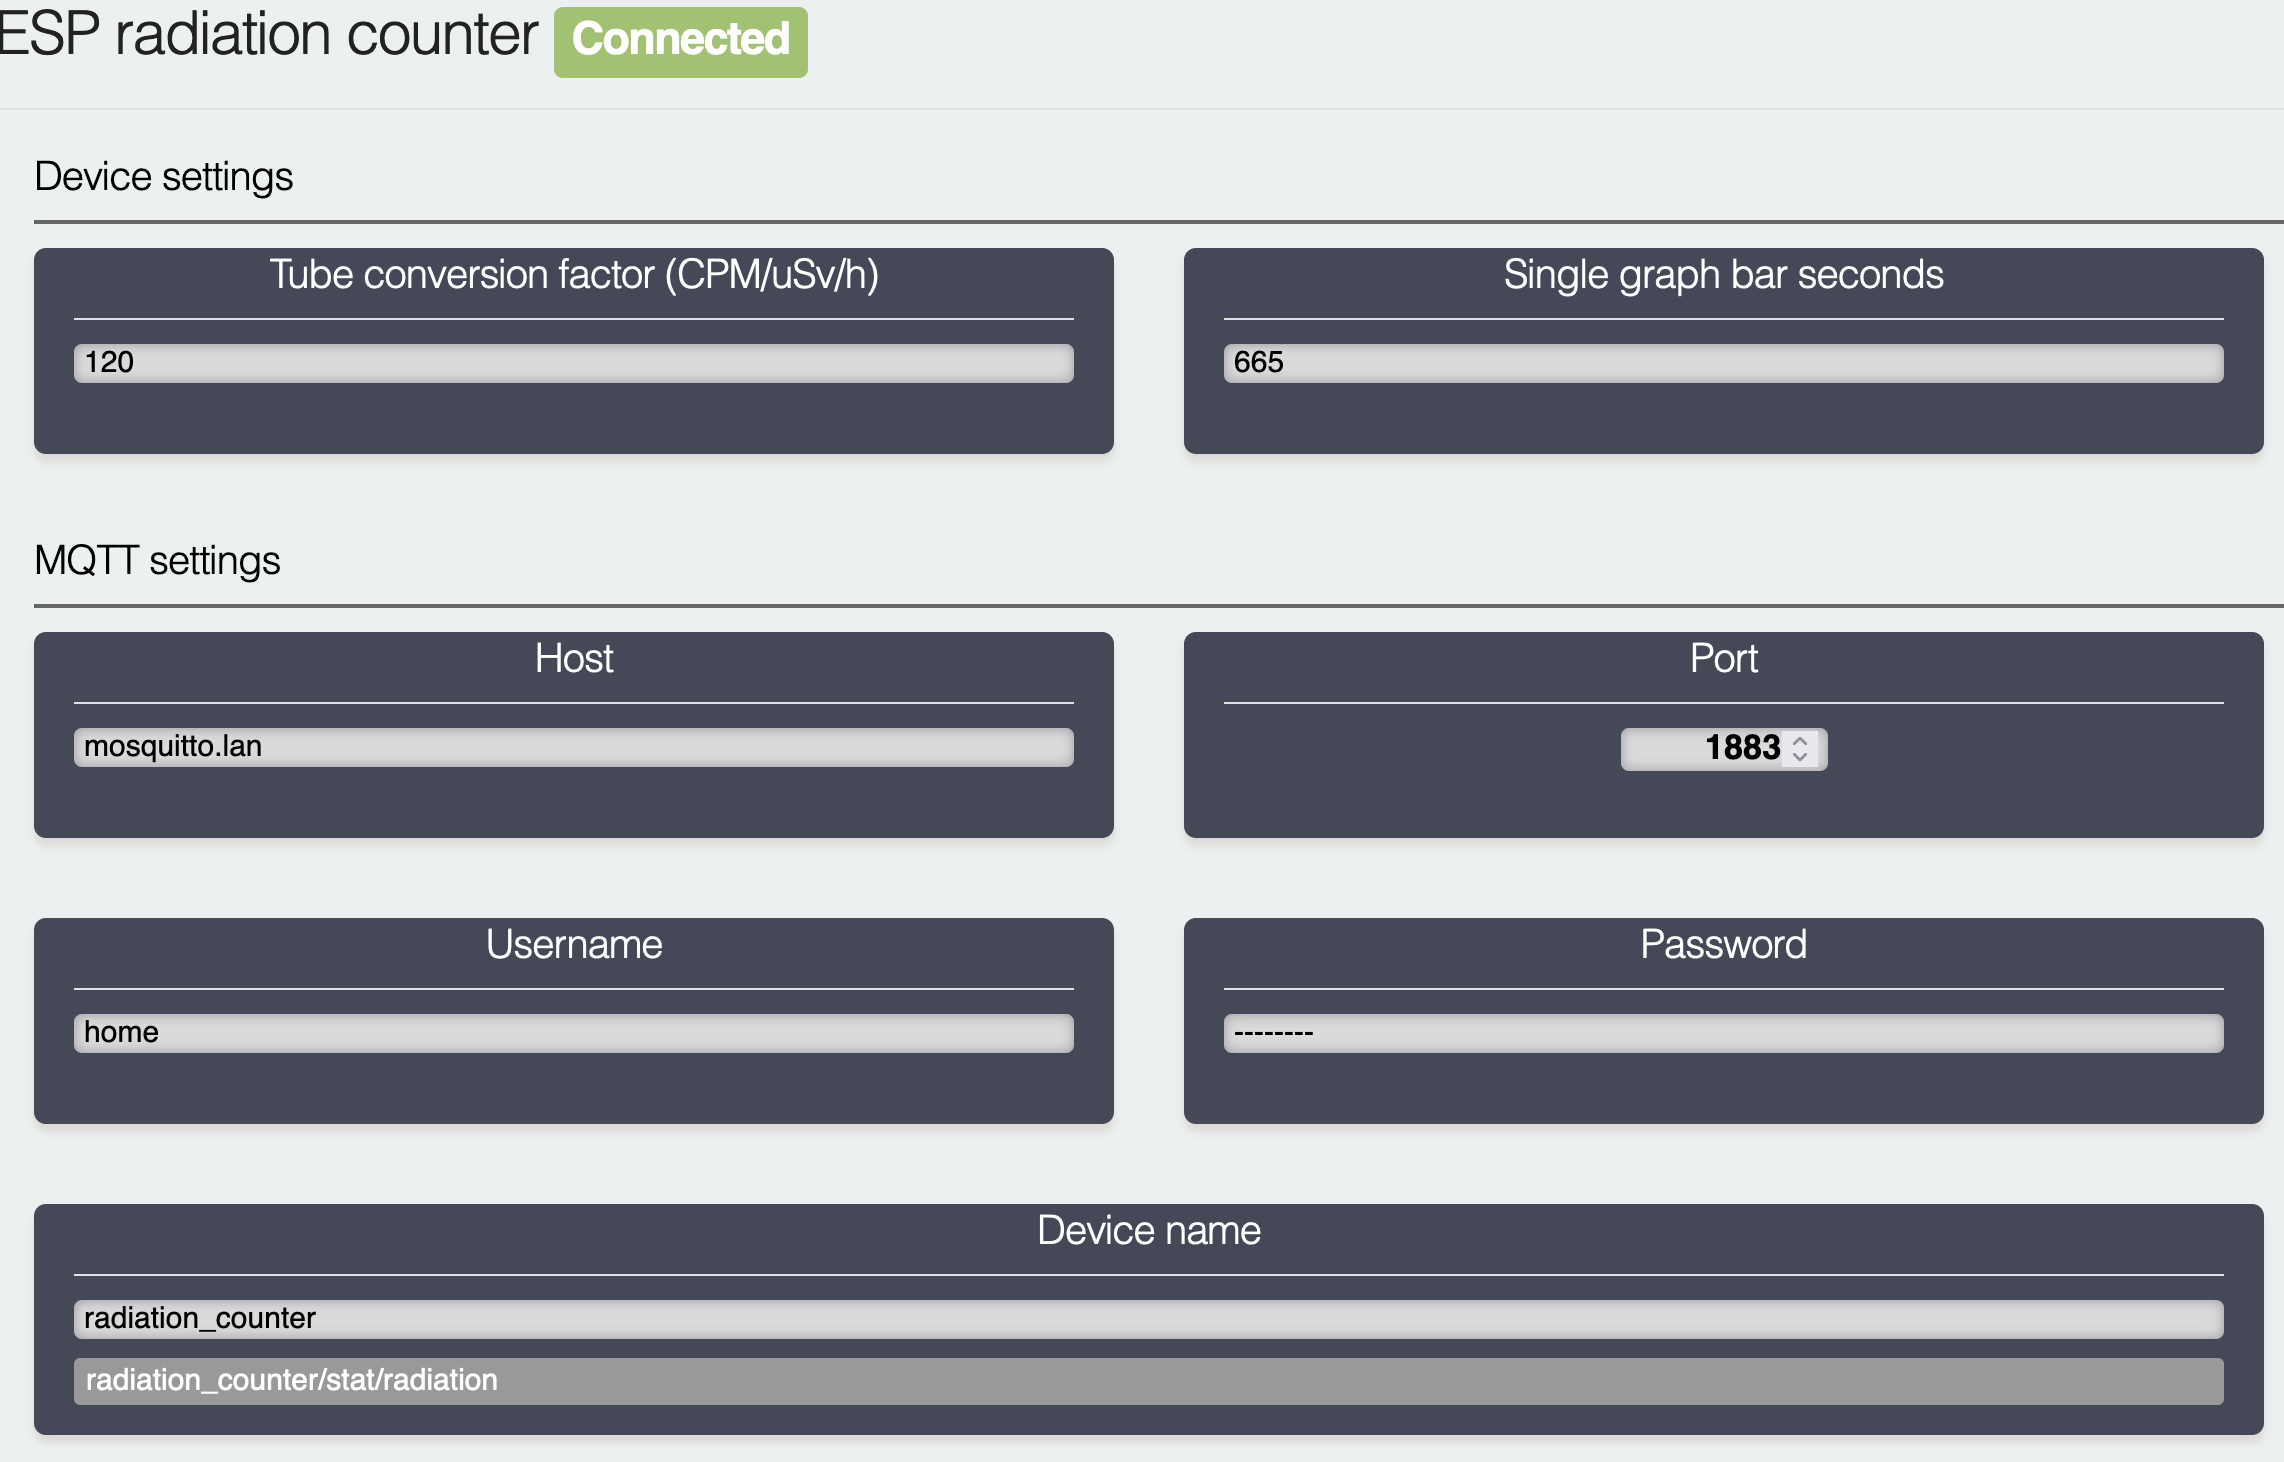 ESP radiation counter Connected
Device settings
Tube conversion factor (CPM/uSv/h)
120
Single graph bar seconds
665
MQTT settings
Host
mosquitto.lan
Port
1883
Username
home
Password
--------
Device name
radiation_counter
radiation_counter/stat/radiation